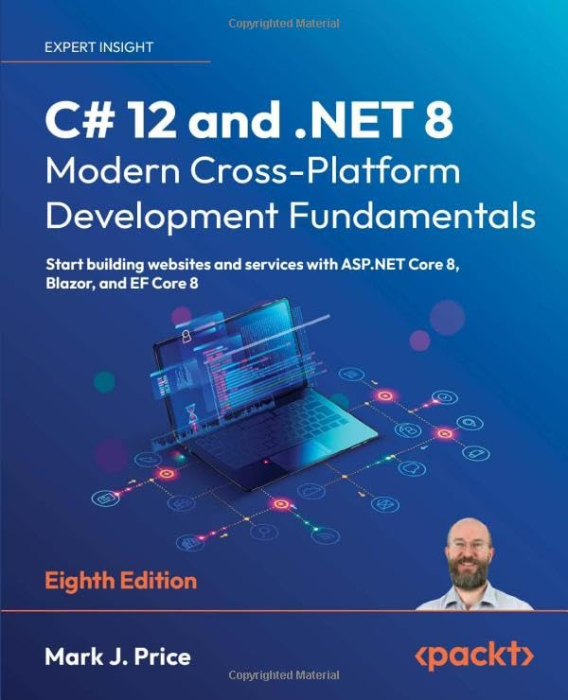 Copyrighted Material
EXPERT INSIGHT
C# 12 and .NET 8
Modern Cross-Platform
Development Fundamentals
Start building websites and services with ASP.NET Core 8,
Blazor, and EF Core 8
Eighth Edition
Mark J. Price
<packt>
Copyrighted Material